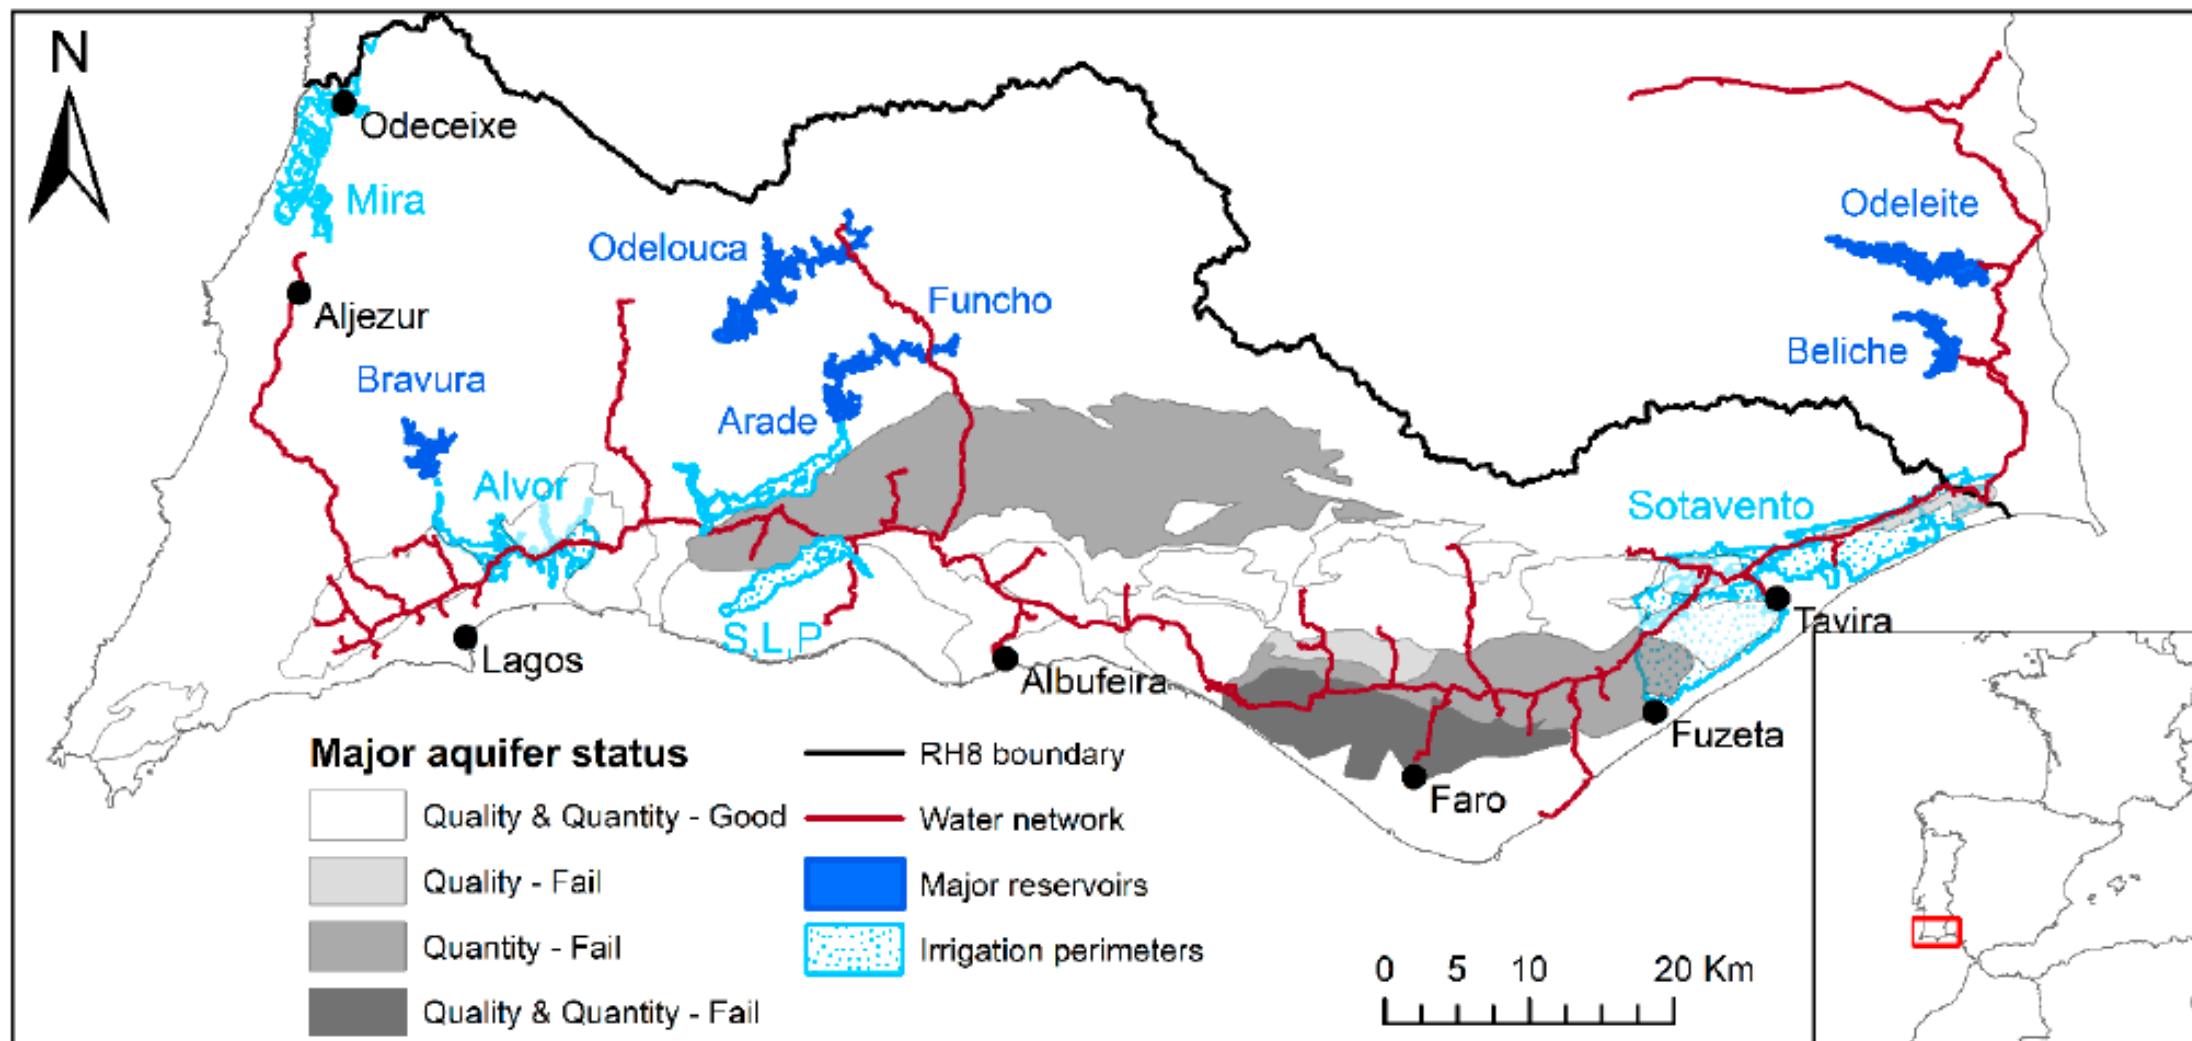 N
Odeceixe
Mira
Odelouca
Odeleite
Funcho
Aljezur
Beliche
Bravura
Arade
Alvor
Sotavento
Tavira
S,L,P
Lagos
Albufeira
Fuzeta
Faro
Major aquifer status
Quality & Quantity - Good
Quality - Fail
Quantity - Fail
Quality & Quantity - Fail
RH8 boundary
Water network
Major reservoirs
Irrigation perimeters
0 5 10 20 Km